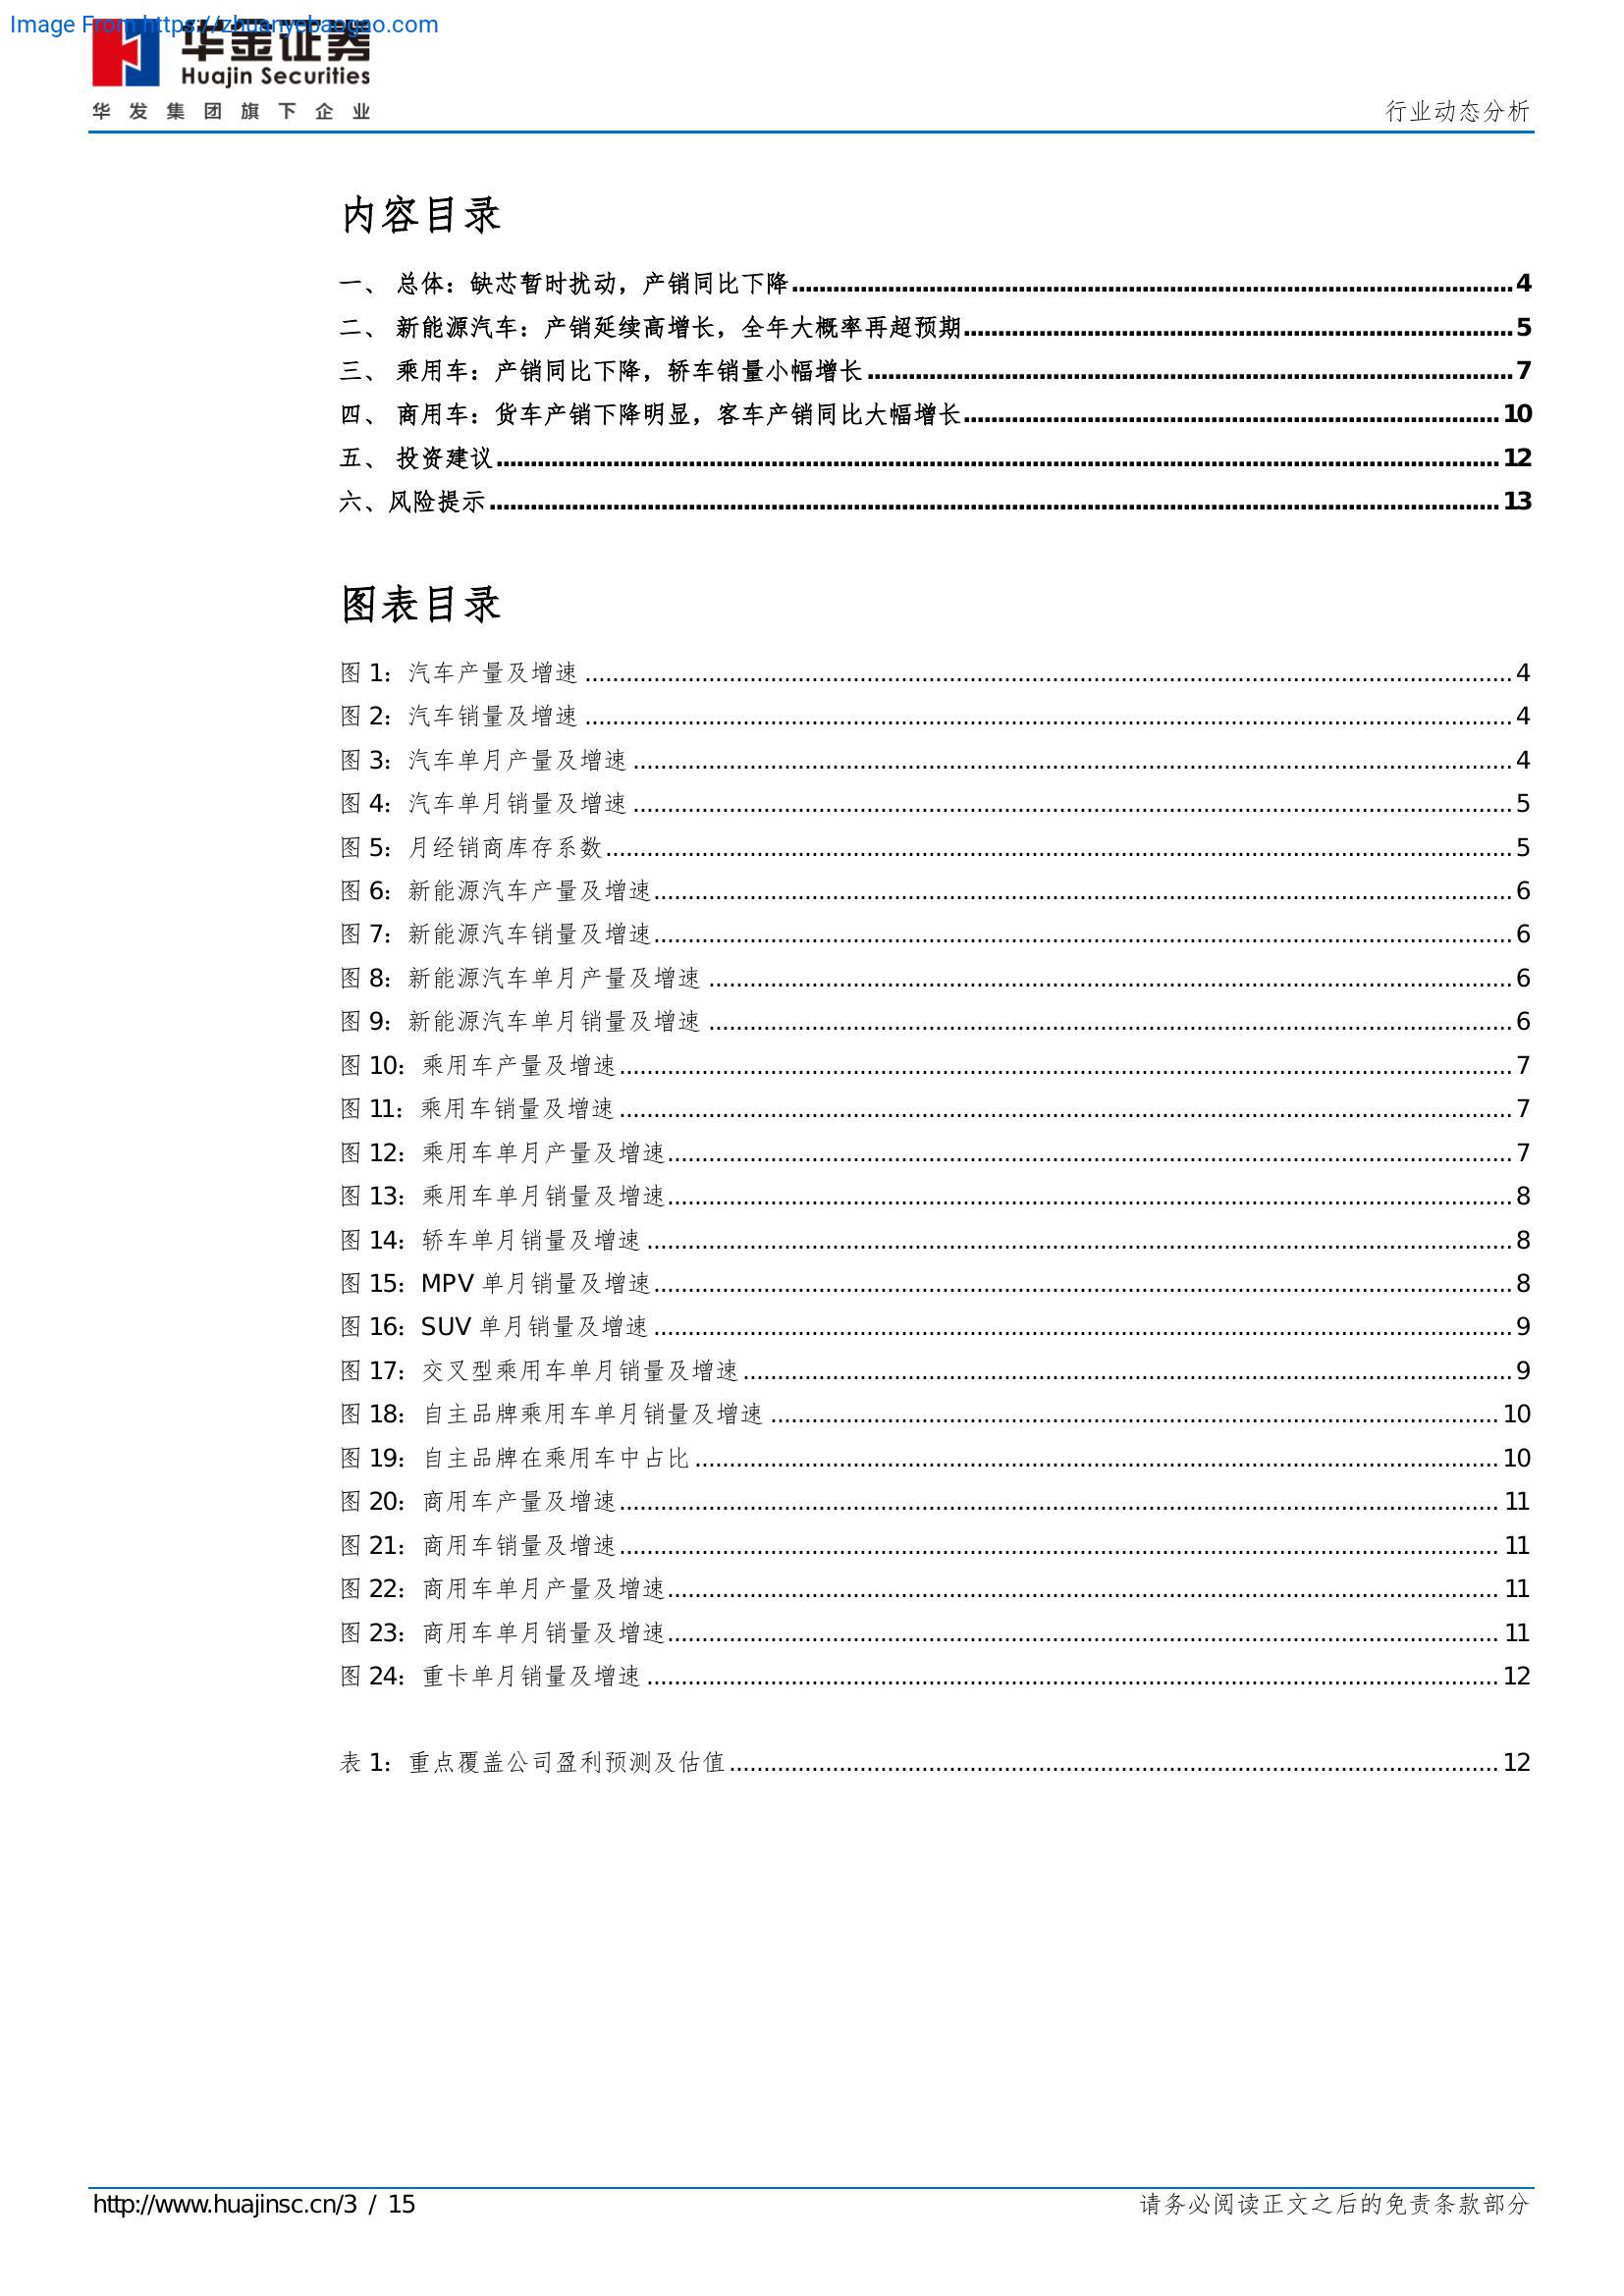 Image From https://zhuanyebaogao.com
华金证券
Huajin Securities
华发集团旗下企业
行业动态分析
内容目录
一、 总体：缺芯暂时扰动，产销同比下降 4
二、 新能源汽车：产销延续高增长，全年大概率再超预期 5
三、 乘用车：产销同比下降，轿车销量小幅增长 7
四、 商用车：货车产销下降明显，客车产销同比大幅增长 10
五、 投资建议 12
六、风险提示 13
图表目录
图 1：汽车产量及增速 4
图 2：汽车销量及增速 4
图 3：汽车单月产量及增速 4
图 4：汽车单月销量及增速 5
图 5：月经销商库存系数 5
图 6：新能源汽车产量及增速 6
图 7：新能源汽车销量及增速 6
图 8：新能源汽车单月产量及增速 6
图 9：新能源汽车单月销量及增速 6
图 10：乘用车产量及增速 7
图 11：乘用车销量及增速 7
图 12：乘用车单月产量及增速 7
图 13：乘用车单月销量及增速 8
图 14：轿车单月销量及增速 8
图 15：MPV 单月销量及增速 8
图 16：SUV 单月销量及增速 9
图 17：交叉型乘用车单月销量及增速 9
图 18：自主品牌乘用车单月销量及增速 10
图 19：自主品牌在乘用车中占比 10
图 20：商用车产量及增速 11
图 21：商用车销量及增速 11
图 22：商用车单月产量及增速 11
图 23：商用车单月销量及增速 11
图 24：重卡单月销量及增速 12
表 1：重点覆盖公司盈利预测及估值 12
http://www.huajinsc.cn/3 / 15
请务必阅读正文之后的免责条款部分